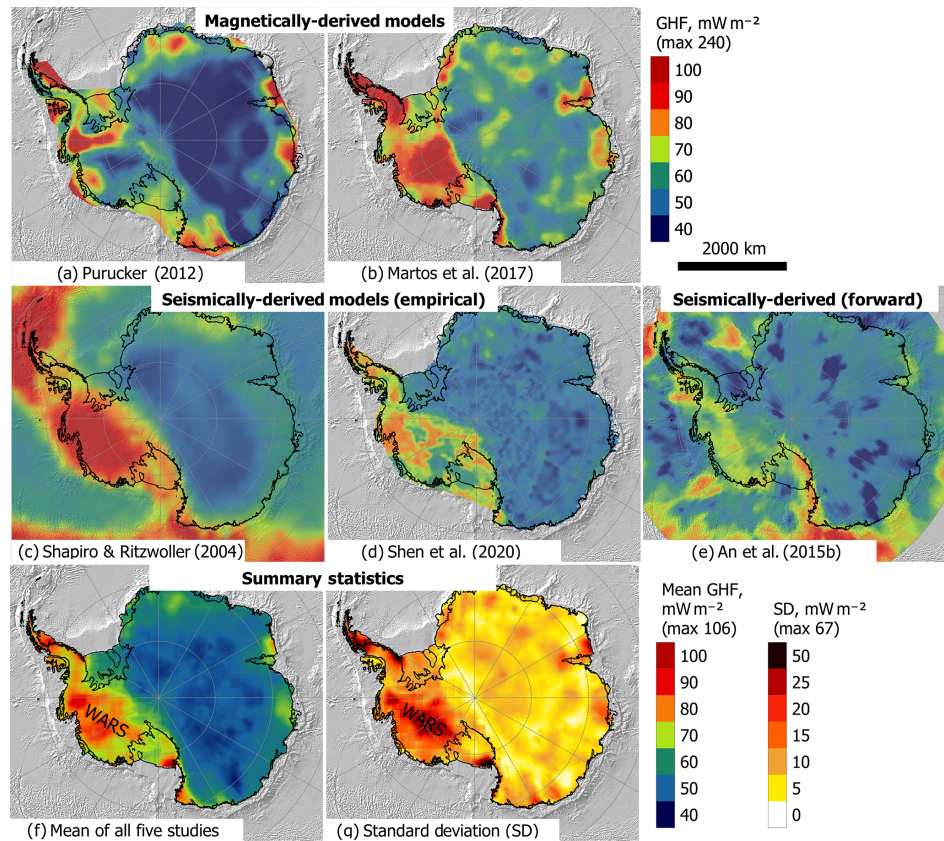 Magnetically-derived models
GHF, mW m⁻²
(max 240)
100
90
80
70
60
50
40
2000 km
(a) Purucker (2012)
(b) Martos et al. (2017)
Seismically-derived models (empirical)
Seismically-derived (forward)
(c) Shapiro & Ritzwoller (2004)
(d) Shen et al. (2020)
(e) An et al. (2015b)
Summary statistics
Mean GHF,
mW m⁻²
(max 106)
100
90
80
70
60
50
40
SD, mW m⁻²
(max 67)
50
25
20
15
10
5
0
WARS
WARS
(f) Mean of all five studies
(g) Standard deviation (SD)